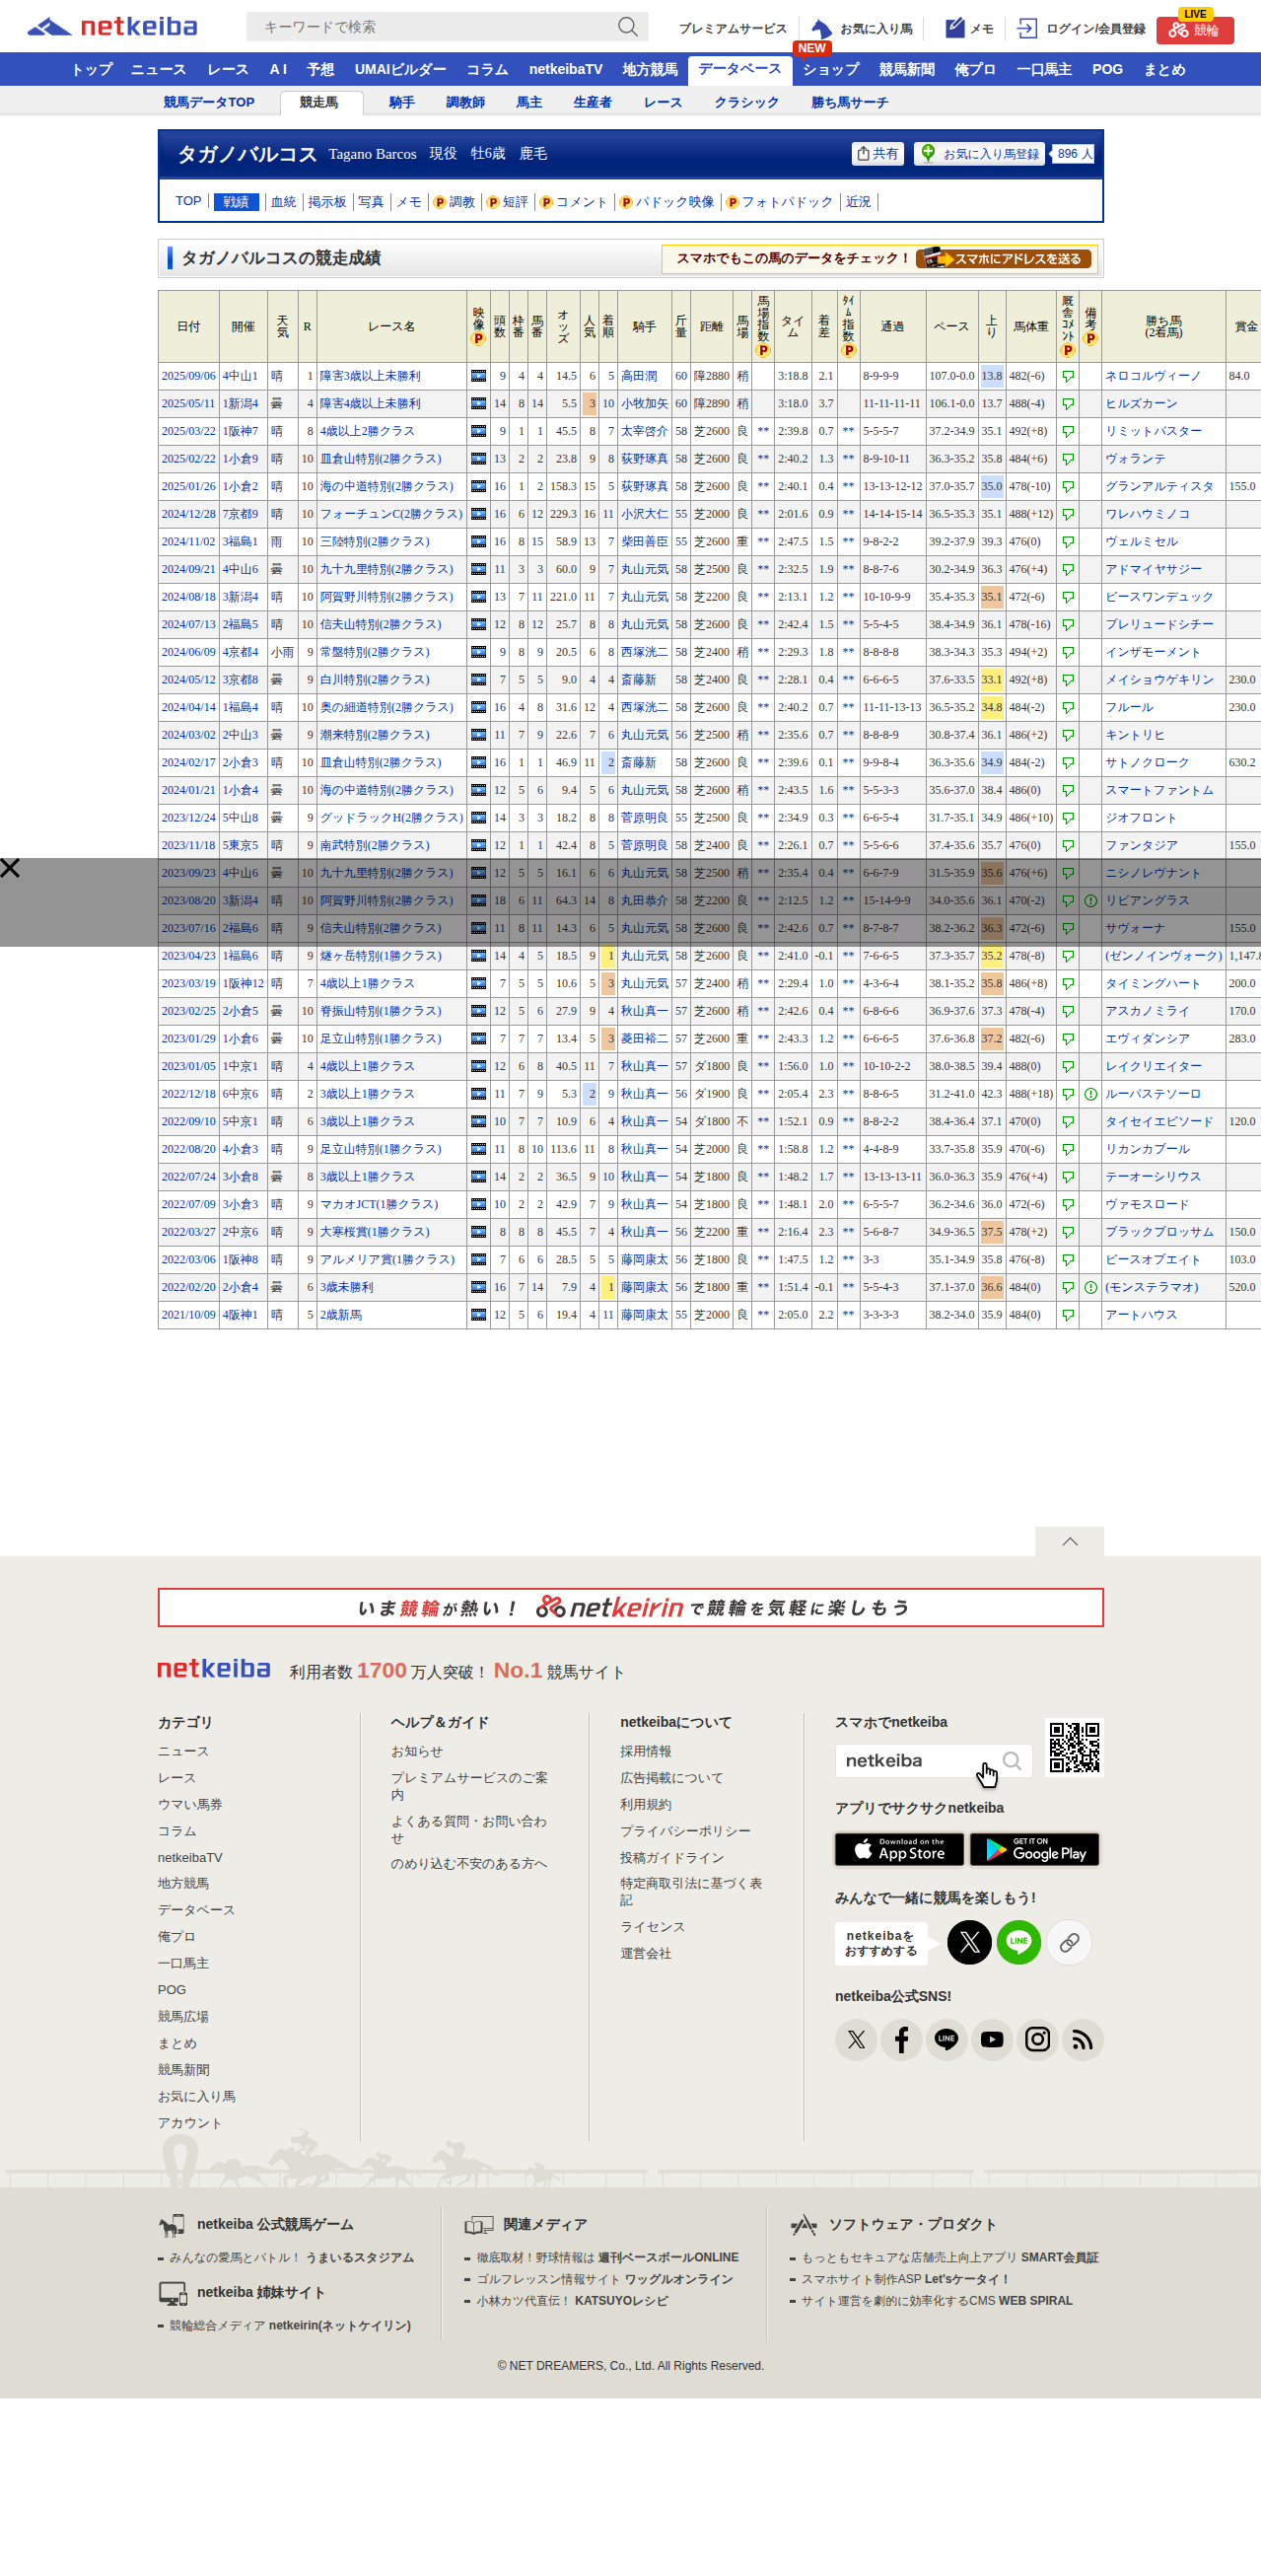 netkeiba キーワードで検索 プレミアムサービス お気に入り馬 メモ ログイン/会員登録 LIVE 競輪
NEW
トップ ニュース レース A I 予想 UMAIビルダー コラム netkeibaTV 地方競馬 データベース ショップ 競馬新聞 俺プロ 一口馬主 POG まとめ
競馬データTOP 競走馬 騎手 調教師 馬主 生産者 レース クラシック 勝ち馬サーチ
タガノバルコス Tagano Barcos 現役 牡6歳 鹿毛 共有 お気に入り馬登録 896 人
TOP 戦績 血統 掲示板 写真 メモ P 調教 P 短評 P コメント P パドック映像 P フォトパドック 近況
タガノバルコスの競走成績 スマホでもこの馬のデータをチェック！ スマホにアドレスを送る
日付 開催 天気 R レース名 映像 P 頭数 枠番 馬番 オッズ 人気 着順 騎手 斤量 距離 馬場 馬場指数 P タイム 着差 ﾀｲﾑ指数 P 通過 ペース 上り 馬体重 厩舎ｺﾒﾝﾄ P 備考 P 勝ち馬(2着馬) 賞金
2025/09/06 4中山1 晴 1 障害3歳以上未勝利 9 4 4 14.5 6 5 高田潤 60 障2880 稍 3:18.8 2.1 8-9-9-9 107.0-0.0 13.8 482(-6) ネロコルヴィーノ 84.0
2025/05/11 1新潟4 曇 4 障害4歳以上未勝利 14 8 14 5.5 3 10 小牧加矢 60 障2890 稍 3:18.0 3.7 11-11-11-11 106.1-0.0 13.7 488(-4) ヒルズカーン
2025/03/22 1阪神7 晴 8 4歳以上2勝クラス 9 1 1 45.5 8 7 太宰啓介 58 芝2600 良 ** 2:39.8 0.7 ** 5-5-5-7 37.2-34.9 35.1 492(+8) リミットバスター
2025/02/22 1小倉9 晴 10 皿倉山特別(2勝クラス) 13 2 2 23.8 9 8 荻野琢真 58 芝2600 良 ** 2:40.2 1.3 ** 8-9-10-11 36.3-35.2 35.8 484(+6) ヴォランテ
2025/01/26 1小倉2 晴 10 海の中道特別(2勝クラス) 16 1 2 158.3 15 5 荻野琢真 58 芝2600 良 ** 2:40.1 0.4 ** 13-13-12-12 37.0-35.7 35.0 478(-10) グランアルティスタ 155.0
2024/12/28 7京都9 晴 10 フォーチュンC(2勝クラス) 16 6 12 229.3 16 11 小沢大仁 55 芝2000 良 ** 2:01.6 0.9 ** 14-14-15-14 36.5-35.3 35.1 488(+12) ワレハウミノコ
2024/11/02 3福島1 雨 10 三陸特別(2勝クラス) 16 8 15 58.9 13 7 柴田善臣 55 芝2600 重 ** 2:47.5 1.5 ** 9-8-2-2 39.2-37.9 39.3 476(0) ヴェルミセル
2024/09/21 4中山6 曇 10 九十九里特別(2勝クラス) 11 3 3 60.0 9 7 丸山元気 58 芝2500 良 ** 2:32.5 1.9 ** 8-8-7-6 30.2-34.9 36.3 476(+4) アドマイヤサジー
2024/08/18 3新潟4 晴 10 阿賀野川特別(2勝クラス) 13 7 11 221.0 11 7 丸山元気 58 芝2200 良 ** 2:13.1 1.2 ** 10-10-9-9 35.4-35.3 35.1 472(-6) ピースワンデュック
2024/07/13 2福島5 晴 10 信夫山特別(2勝クラス) 12 8 12 25.7 8 8 丸山元気 58 芝2600 良 ** 2:42.4 1.5 ** 5-5-4-5 38.4-34.9 36.1 478(-16) プレリュードシチー
2024/06/09 4京都4 小雨 9 常盤特別(2勝クラス) 9 8 9 20.5 6 8 西塚洸二 58 芝2400 稍 ** 2:29.3 1.8 ** 8-8-8-8 38.3-34.3 35.3 494(+2) インザモーメント
2024/05/12 3京都8 曇 9 白川特別(2勝クラス) 7 5 5 9.0 4 4 斎藤新 58 芝2400 良 ** 2:28.1 0.4 ** 6-6-6-5 37.6-33.5 33.1 492(+8) メイショウゲキリン 230.0
2024/04/14 1福島4 晴 10 奥の細道特別(2勝クラス) 16 4 8 31.6 12 4 西塚洸二 58 芝2600 良 ** 2:40.2 0.7 ** 11-11-13-13 36.5-35.2 34.8 484(-2) フルール 230.0
2024/03/02 2中山3 曇 9 潮来特別(2勝クラス) 11 7 9 22.6 7 6 丸山元気 56 芝2500 稍 ** 2:35.6 0.7 ** 8-8-8-9 30.8-37.4 36.1 486(+2) キントリヒ
2024/02/17 2小倉3 晴 10 皿倉山特別(2勝クラス) 16 1 1 46.9 11 2 斎藤新 58 芝2600 良 ** 2:39.6 0.1 ** 9-9-8-4 36.3-35.6 34.9 484(-2) サトノクローク 630.2
2024/01/21 1小倉4 曇 10 海の中道特別(2勝クラス) 12 5 6 9.4 5 6 丸山元気 58 芝2600 稍 ** 2:43.5 1.6 ** 5-5-3-3 35.6-37.0 38.4 486(0) スマートファントム
2023/12/24 5中山8 曇 9 グッドラックH(2勝クラス) 14 3 3 18.2 8 8 菅原明良 55 芝2500 良 ** 2:34.9 0.3 ** 6-6-5-4 31.7-35.1 34.9 486(+10) ジオフロント
2023/11/18 5東京5 晴 9 南武特別(2勝クラス) 12 1 1 42.4 8 5 菅原明良 58 芝2400 良 ** 2:26.1 0.7 ** 5-5-6-6 37.4-35.6 35.7 476(0) ファンタジア 155.0
2023/09/23 4中山6 曇 10 九十九里特別(2勝クラス) 12 5 5 16.1 6 6 丸山元気 58 芝2500 稍 ** 2:35.4 0.4 ** 6-6-7-9 31.5-35.9 35.6 476(+6) ニシノレヴナント
2023/08/20 3新潟4 晴 10 阿賀野川特別(2勝クラス) 18 6 11 64.3 14 8 丸田恭介 58 芝2200 良 ** 2:12.5 1.2 ** 15-14-9-9 34.0-35.6 36.1 470(-2) リビアングラス
2023/07/16 2福島6 晴 9 信夫山特別(2勝クラス) 11 8 11 14.3 6 5 丸山元気 58 芝2600 良 ** 2:42.6 0.7 ** 8-7-8-7 38.2-36.2 36.3 472(-6) サヴォーナ 155.0
2023/04/23 1福島6 晴 9 燧ヶ岳特別(1勝クラス) 14 4 5 18.5 9 1 丸山元気 58 芝2600 良 ** 2:41.0 -0.1 ** 7-6-6-5 37.3-35.7 35.2 478(-8) (ゼンノインヴォーク) 1,147.8
2023/03/19 1阪神12 晴 7 4歳以上1勝クラス 7 5 5 10.6 5 3 丸山元気 57 芝2400 稍 ** 2:29.4 1.0 ** 4-3-6-4 38.1-35.2 35.8 486(+8) タイミングハート 200.0
2023/02/25 2小倉5 曇 10 脊振山特別(1勝クラス) 12 5 6 27.9 9 4 秋山真一 57 芝2600 稍 ** 2:42.6 0.4 ** 6-8-6-6 36.9-37.6 37.3 478(-4) アスカノミライ 170.0
2023/01/29 1小倉6 曇 10 足立山特別(1勝クラス) 7 7 7 13.4 5 3 菱田裕二 57 芝2600 重 ** 2:43.3 1.2 ** 6-6-6-5 37.6-36.8 37.2 482(-6) エヴィダンシア 283.0
2023/01/05 1中京1 晴 4 4歳以上1勝クラス 12 6 8 40.5 11 7 秋山真一 57 ダ1800 良 ** 1:56.0 1.0 ** 10-10-2-2 38.0-38.5 39.4 488(0) レイクリエイター
2022/12/18 6中京6 晴 2 3歳以上1勝クラス 11 7 9 5.3 2 9 秋山真一 56 ダ1900 良 ** 2:05.4 2.3 ** 8-8-6-5 31.2-41.0 42.3 488(+18) ルーパステソーロ
2022/09/10 5中京1 晴 6 3歳以上1勝クラス 10 7 7 10.9 6 4 秋山真一 54 ダ1800 不 ** 1:52.1 0.9 ** 8-8-2-2 38.4-36.4 37.1 470(0) タイセイエピソード 120.0
2022/08/20 4小倉3 晴 9 足立山特別(1勝クラス) 11 8 10 113.6 11 8 秋山真一 54 芝2000 良 ** 1:58.8 1.2 ** 4-4-8-9 33.7-35.8 35.9 470(-6) リカンカブール
2022/07/24 3小倉8 曇 8 3歳以上1勝クラス 14 2 2 36.5 9 10 秋山真一 54 芝1800 良 ** 1:48.2 1.7 ** 13-13-13-11 36.0-36.3 35.9 476(+4) テーオーシリウス
2022/07/09 3小倉3 晴 9 マカオJCT(1勝クラス) 10 2 2 42.9 7 9 秋山真一 54 芝1800 良 ** 1:48.1 2.0 ** 6-5-5-7 36.2-34.6 36.0 472(-6) ヴァモスロード
2022/03/27 2中京6 晴 9 大寒桜賞(1勝クラス) 8 8 8 45.5 7 4 秋山真一 56 芝2200 重 ** 2:16.4 2.3 ** 5-6-8-7 34.9-36.5 37.5 478(+2) ブラックブロッサム 150.0
2022/03/06 1阪神8 晴 9 アルメリア賞(1勝クラス) 7 6 6 28.5 5 5 藤岡康太 56 芝1800 良 ** 1:47.5 1.2 ** 3-3 35.1-34.9 35.8 476(-8) ピースオブエイト 103.0
2022/02/20 2小倉4 曇 6 3歳未勝利 16 7 14 7.9 4 1 藤岡康太 56 芝1800 重 ** 1:51.4 -0.1 ** 5-5-4-3 37.1-37.0 36.6 484(0) (モンステラマオ) 520.0
2021/10/09 4阪神1 晴 5 2歳新馬 12 5 6 19.4 4 11 藤岡康太 55 芝2000 良 ** 2:05.0 2.2 ** 3-3-3-3 38.2-34.0 35.9 484(0) アートハウス
いま競輪が熱い！ netkeirin で競輪を気軽に楽しもう
netkeiba 利用者数 1700 万人突破！ No.1 競馬サイト
カテゴリ
ニュース
レース
ウマい馬券
コラム
netkeibaTV
地方競馬
データベース
俺プロ
一口馬主
POG
競馬広場
まとめ
競馬新聞
お気に入り馬
アカウント
ヘルプ＆ガイド
お知らせ
プレミアムサービスのご案
内
よくある質問・お問い合わ
せ
のめり込む不安のある方へ
netkeibaについて
採用情報
広告掲載について
利用規約
プライバシーポリシー
投稿ガイドライン
特定商取引法に基づく表
記
ライセンス
運営会社
スマホでnetkeiba
netkeiba
アプリでサクサクnetkeiba
Download on the App Store GET IT ON Google Play
みんなで一緒に競馬を楽しもう!
netkeibaを
おすすめする
LINE
netkeiba公式SNS!
LINE
netkeiba 公式競馬ゲーム
みんなの愛馬とバトル！ うまいるスタジアム
netkeiba 姉妹サイト
競輪総合メディア netkeirin(ネットケイリン)
関連メディア
徹底取材！野球情報は 週刊ベースボールONLINE
ゴルフレッスン情報サイト ワッグルオンライン
小林カツ代直伝！ KATSUYOレシピ
ソフトウェア・プロダクト
もっともセキュアな店舗売上向上アプリ SMART会員証
スマホサイト制作ASP Let'sケータイ！
サイト運営を劇的に効率化するCMS WEB SPIRAL
© NET DREAMERS, Co., Ltd. All Rights Reserved.